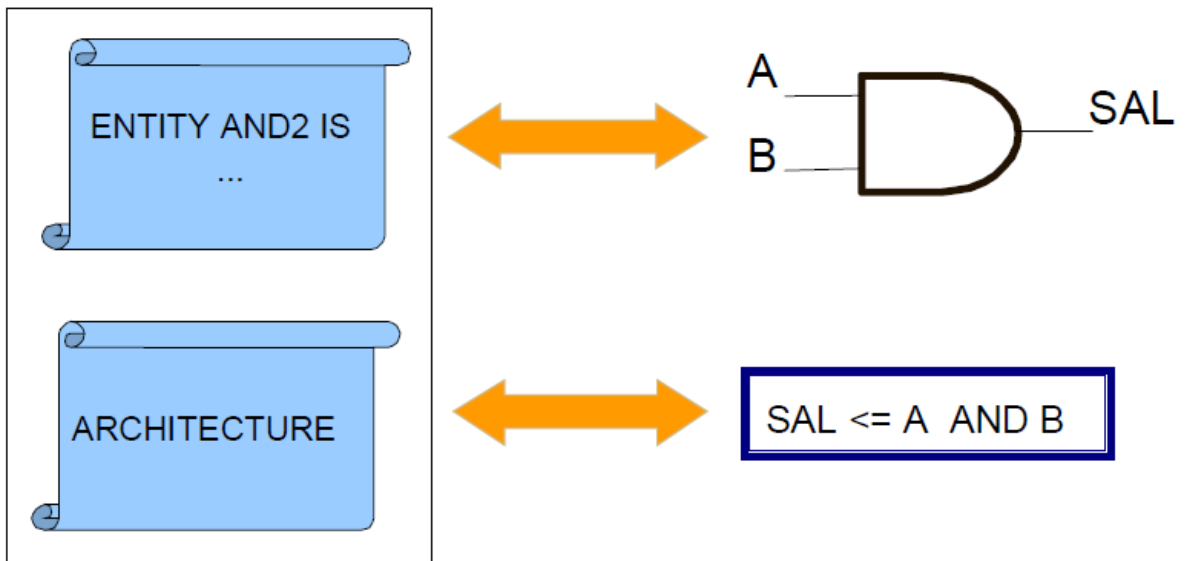 ENTITY AND2 IS
...
A
B
SAL
ARCHITECTURE
SAL <= A AND B